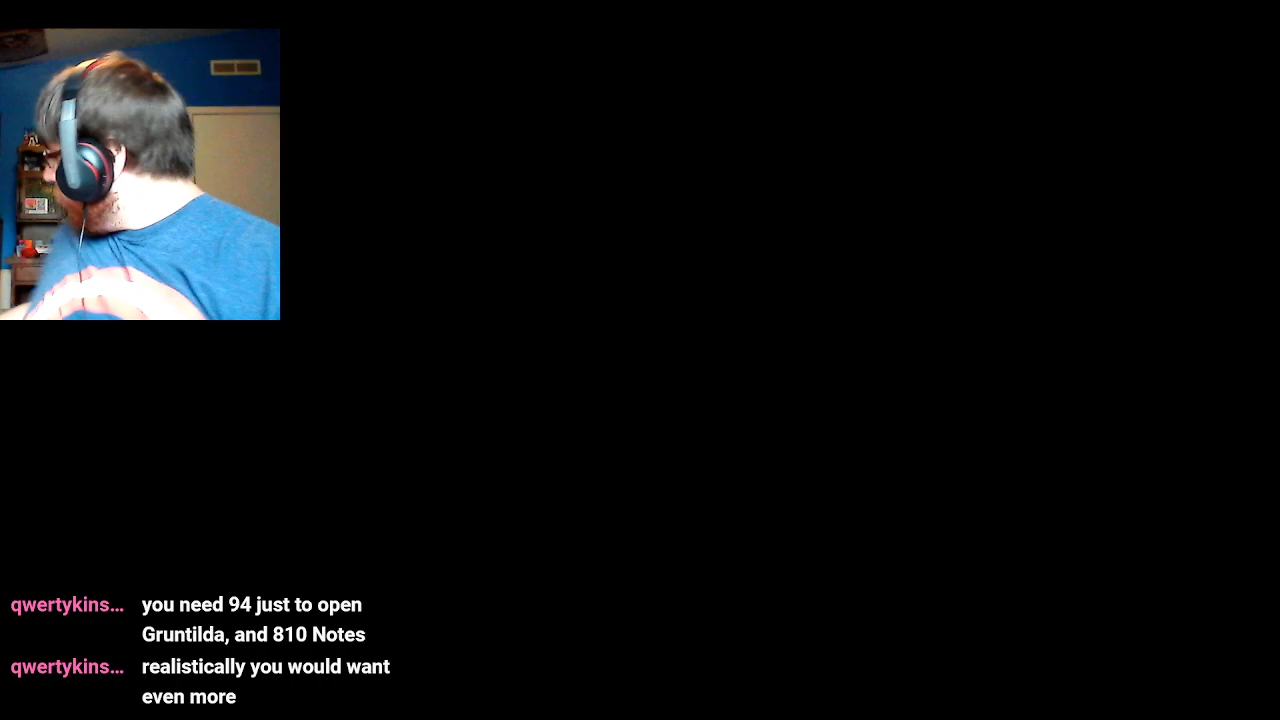 qwertykins… you need 94 just to open
Gruntilda, and 810 Notes
qwertykins… realistically you would want
even more